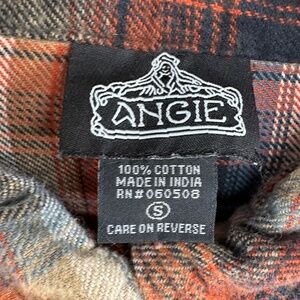 ANGIE
100% COTTON
MADE IN INDIA
RN#060508
S
CARE ON REVERSE